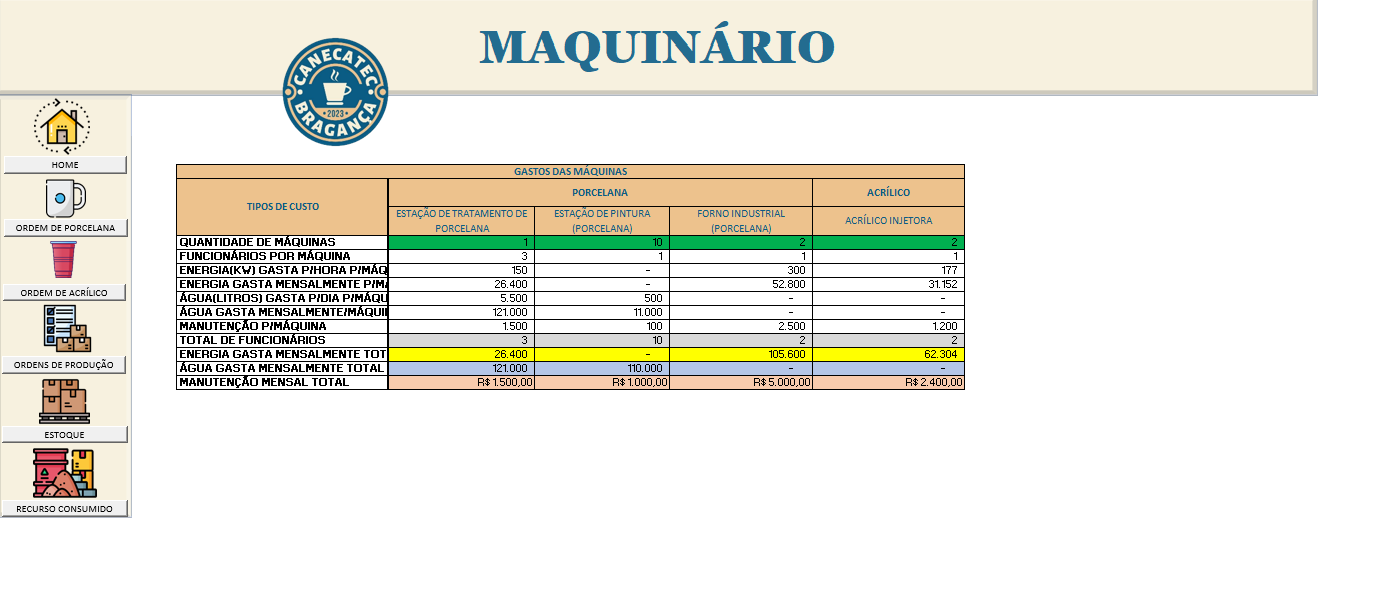 MAQUINÁRIO
CANECATEC
•2023•
BRAGANÇA
HOME
ORDEM DE PORCELANA
ORDEM DE ACRÍLICO
ORDENS DE PRODUÇÃO
ESTOQUE
RECURSO CONSUMIDO
GASTOS DAS MÁQUINAS
TIPOS DE CUSTO PORCELANA ACRÍLICO
ESTAÇÃO DE TRATAMENTO DE PORCELANA ESTAÇÃO DE PINTURA (PORCELANA) FORNO INDUSTRIAL (PORCELANA) ACRÍLICO INJETORA
QUANTIDADE DE MÁQUINAS 1 10 2 2
FUNCIONÁRIOS POR MÁQUINA 3 1 1 1
ENERGIA(KW) GASTA P/HORA P/MÁQ 150 - 300 177
ENERGIA GASTA MENSALMENTE P/MÁ 26.400 - 52.800 31.152
ÁGUA(LITROS) GASTA P/DIA P/MÁQU 5.500 500 - -
ÁGUA GASTA MENSALMENTE/MÁQUI 121.000 11.000 - -
MANUTENÇÃO P/MÁQUINA 1.500 100 2.500 1.200
TOTAL DE FUNCIONÁRIOS 3 10 2 2
ENERGIA GASTA MENSALMENTE TOT 26.400 - 105.600 62.304
ÁGUA GASTA MENSALMENTE TOTAL 121.000 110.000 - -
MANUTENÇÃO MENSAL TOTAL R$ 1.500,00 R$ 1.000,00 R$ 5.000,00 R$ 2.400,00